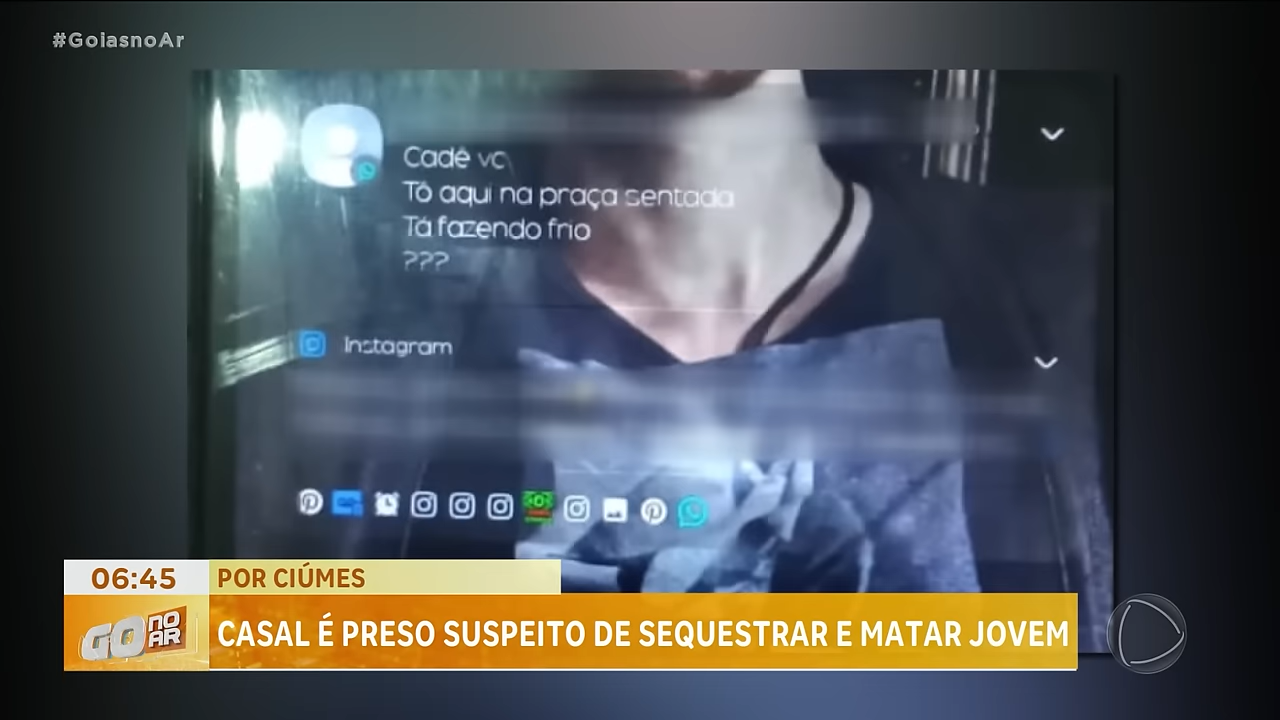 #GoiasnoAr
Cadê vc
Tô aqui na praça sentada
Tá fazendo frio
???
Instagram
06:45
POR CIÚMES
GO NO AR
CASAL É PRESO SUSPEITO DE SEQUESTRAR E MATAR JOVEM